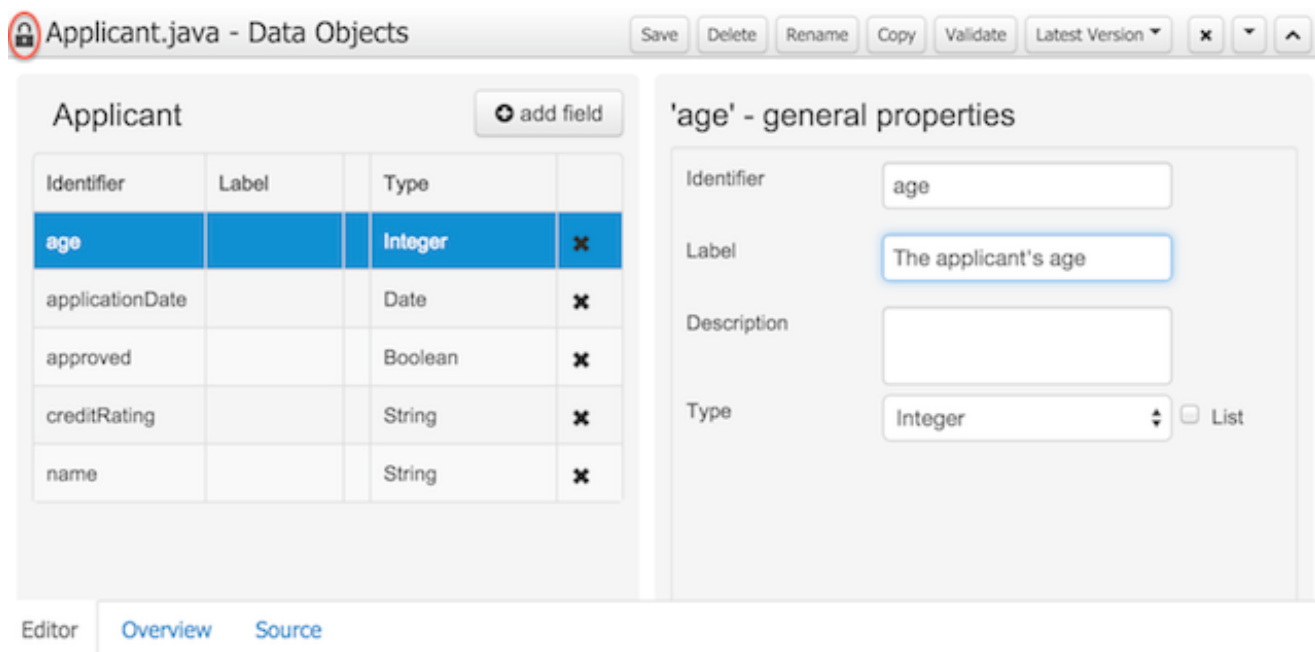 Applicant.java - Data Objects
Save Delete Rename Copy Validate Latest Version
Applicant
add field
Identifier Label Type
age Integer
applicationDate Date
approved Boolean
creditRating String
name String
'age' - general properties
Identifier age
Label The applicant's age
Description
Type Integer List
Editor Overview Source